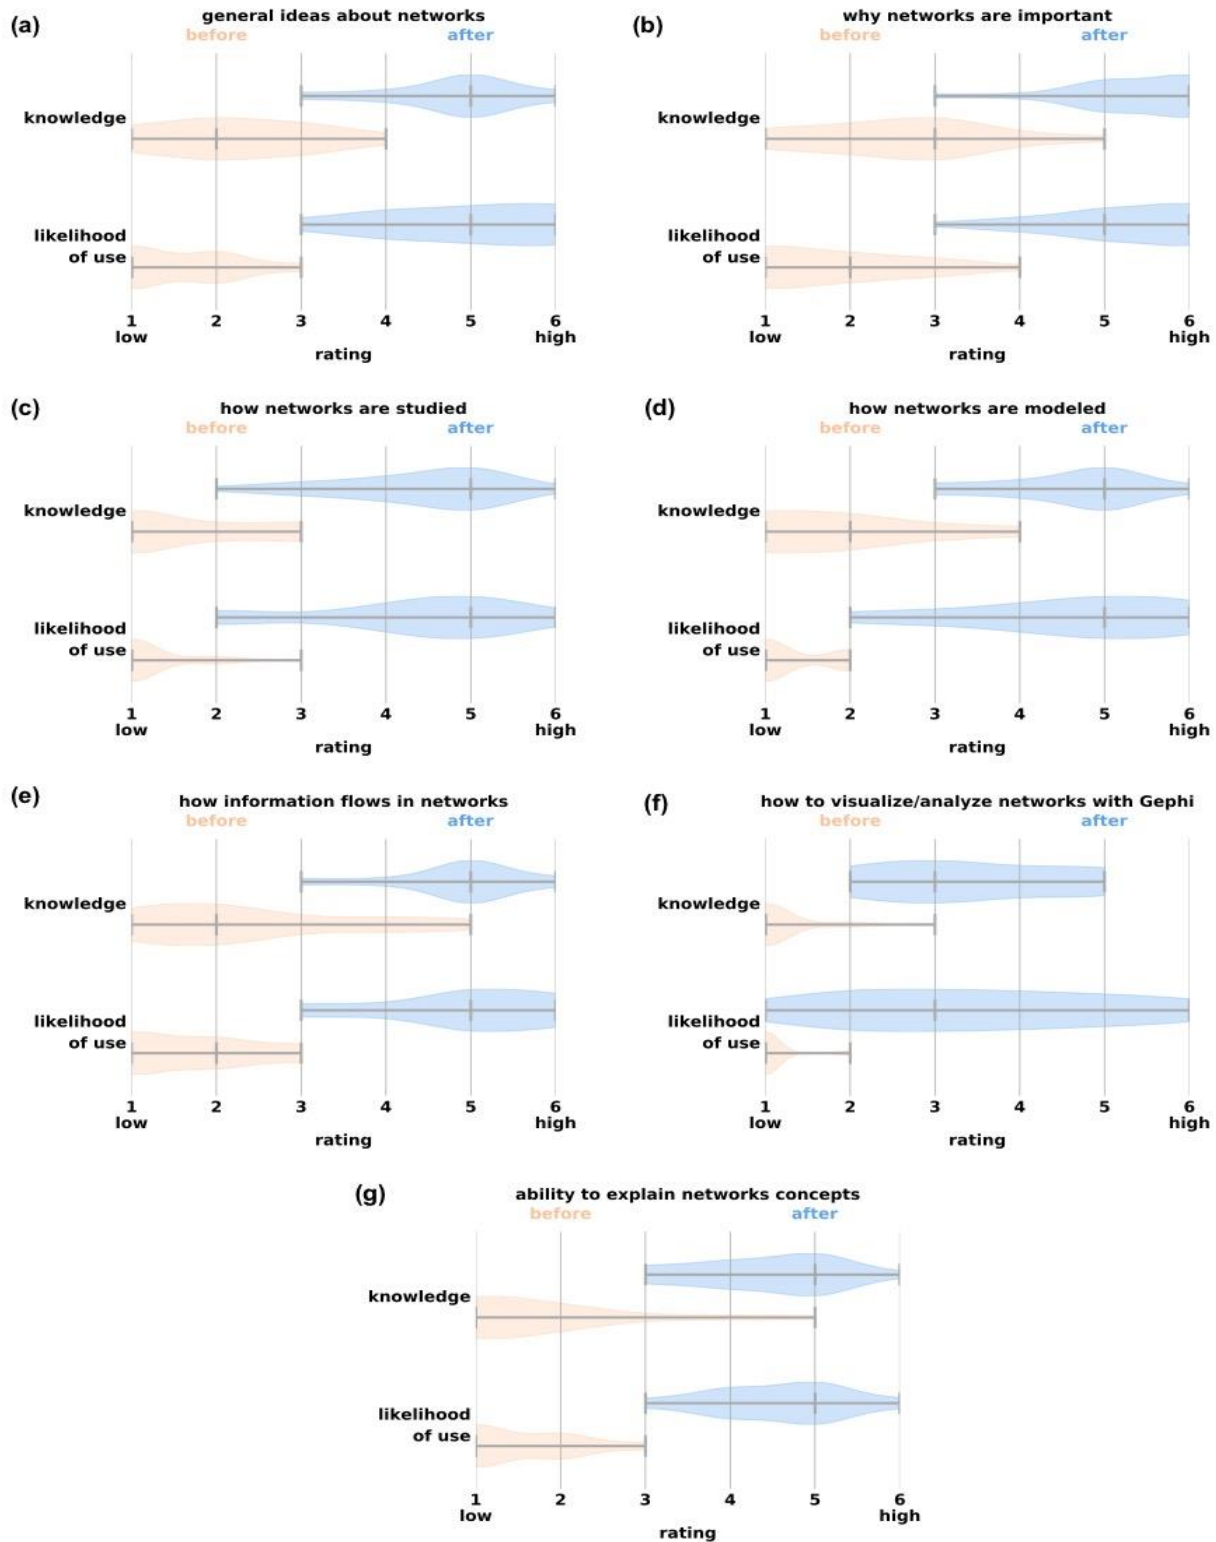 (a)
general ideas about networks
before after
knowledge
likelihood
of use
1 2 3 4 5 6
low high
rating
(b)
why networks are important
before after
knowledge
likelihood
of use
1 2 3 4 5 6
low high
rating
(c)
how networks are studied
before after
knowledge
likelihood
of use
1 2 3 4 5 6
low high
rating
(d)
how networks are modeled
before after
knowledge
likelihood
of use
1 2 3 4 5 6
low high
rating
(e)
how information flows in networks
before after
knowledge
likelihood
of use
1 2 3 4 5 6
low high
rating
(f)
how to visualize/analyze networks with Gephi
before after
knowledge
likelihood
of use
1 2 3 4 5 6
low high
rating
(g)
ability to explain networks concepts
before after
knowledge
likelihood
of use
1 2 3 4 5 6
low high
rating